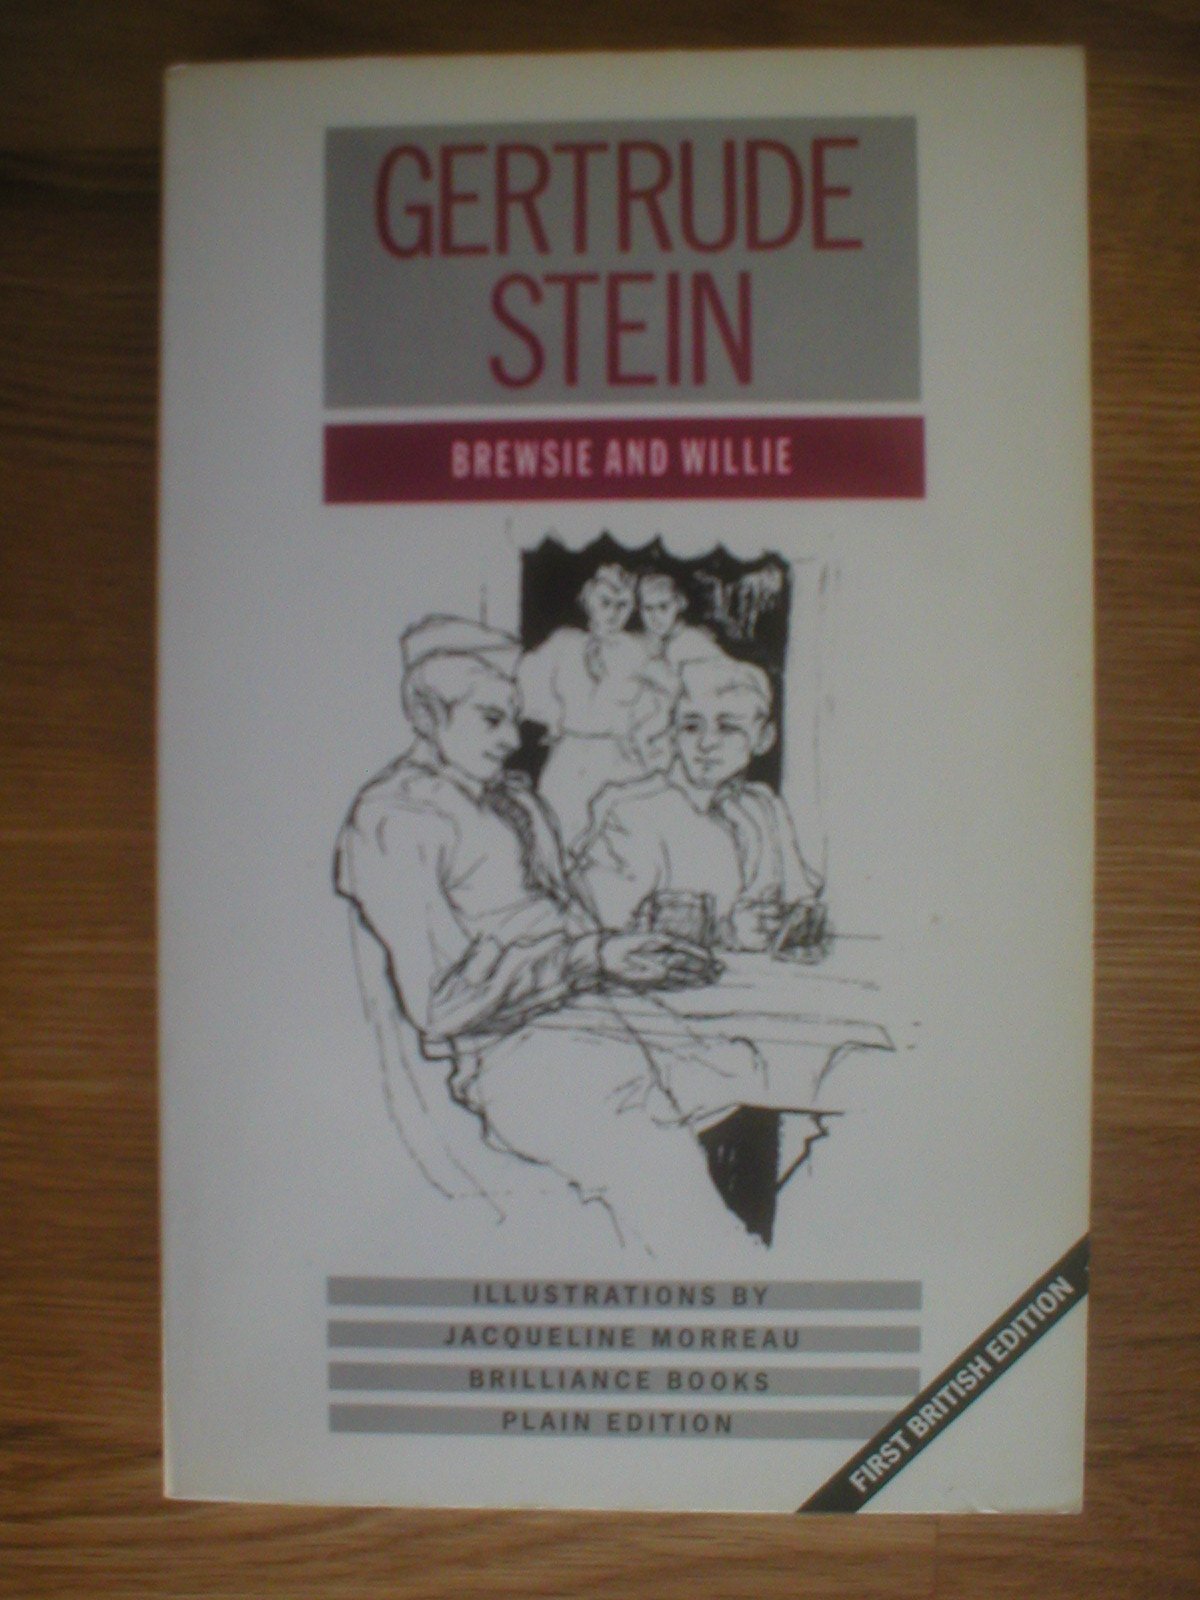 GERTRUDE
STEIN
BREWSIE AND WILLIE
ILLUSTRATIONS BY
JACQUELINE MORREAU
BRILLIANCE BOOKS
PLAIN EDITION
FIRST BRITISH EDITION